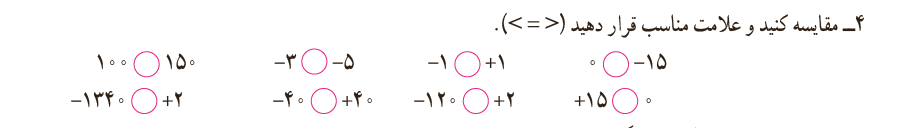 ۴ــ مقایسه کنید و علامت مناسب قرار دهید (< = >).
۱۰۰ ◯ ۱۵۰ −۳ ◯ −۵ −۱ ◯ +۱ ۰ ◯ −۱۵
−۱۳۴۰ ◯ +۲ −۴۰ ◯ +۴۰ −۱۲۰ ◯ +۲ +۱۵ ◯ ۰